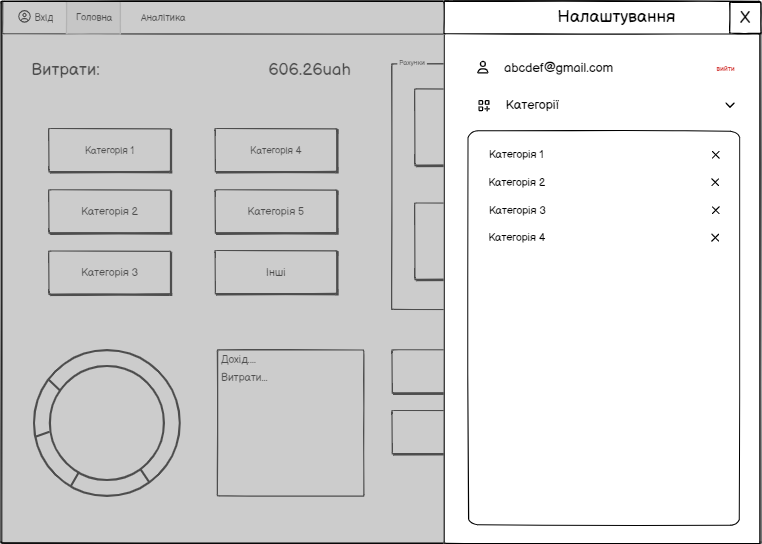 Вхід
Головна
Аналітика
Витрати:
606.26uah
Категорія 1
Категорія 4
Категорія 2
Категорія 5
Категорія 3
Інші
Дохід...
Витрати...
Рахунки
Налаштування
X
abcdef@gmail.com
вийти
Категорії
Категорія 1
Категорія 2
Категорія 3
Категорія 4